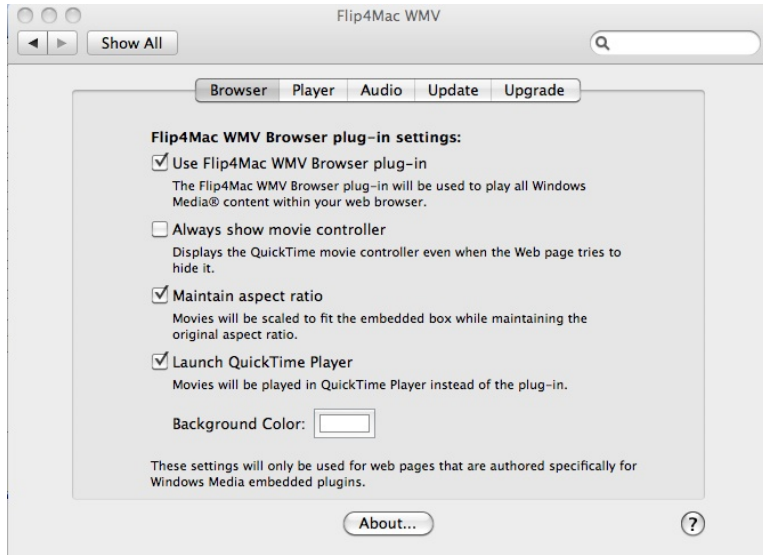 Flip4Mac WMV
Show All
Browser Player Audio Update Upgrade
Flip4Mac WMV Browser plug-in settings:
Use Flip4Mac WMV Browser plug-in
The Flip4Mac WMV Browser plug-in will be used to play all Windows
Media® content within your web browser.
Always show movie controller
Displays the QuickTime movie controller even when the Web page tries to
hide it.
Maintain aspect ratio
Movies will be scaled to fit the embedded box while maintaining the
original aspect ratio.
Launch QuickTime Player
Movies will be played in QuickTime Player instead of the plug-in.
Background Color:
These settings will only be used for web pages that are authored specifically for
Windows Media embedded plugins.
About... ?